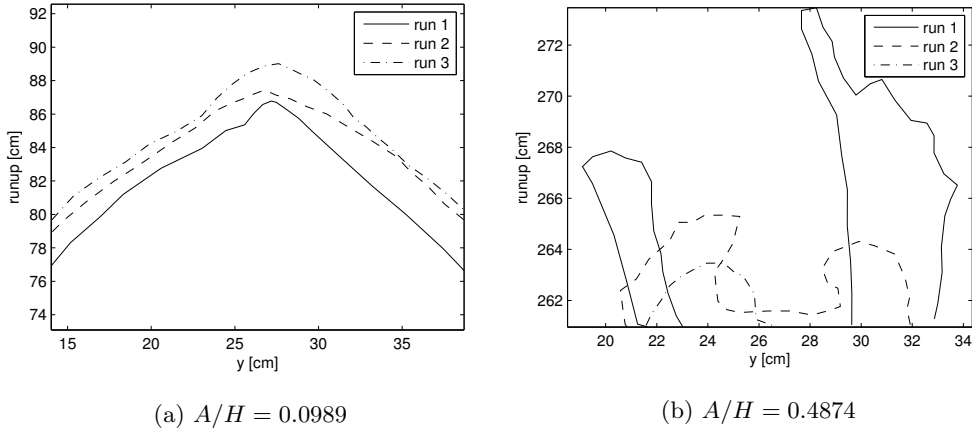 92
90
88
86
84
82
80
78
76
74
runup [cm]
14
20
25
30
35
y [cm]
run 1
run 2
run 3
(a) A/H = 0.0989
272
270
268
266
264
262
runup [cm]
20
22
24
26
28
30
32
34
y [cm]
run 1
run 2
run 3
(b) A/H = 0.4874